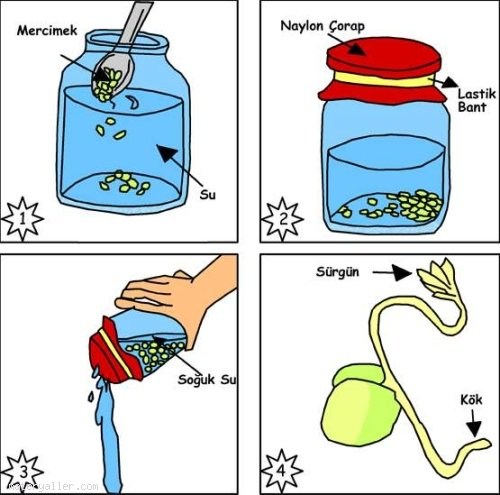 Mercimek
Su
1
Naylon Çorap
Lastik
Bant
2
Soğuk Su
3
Sürgün
Kök
4